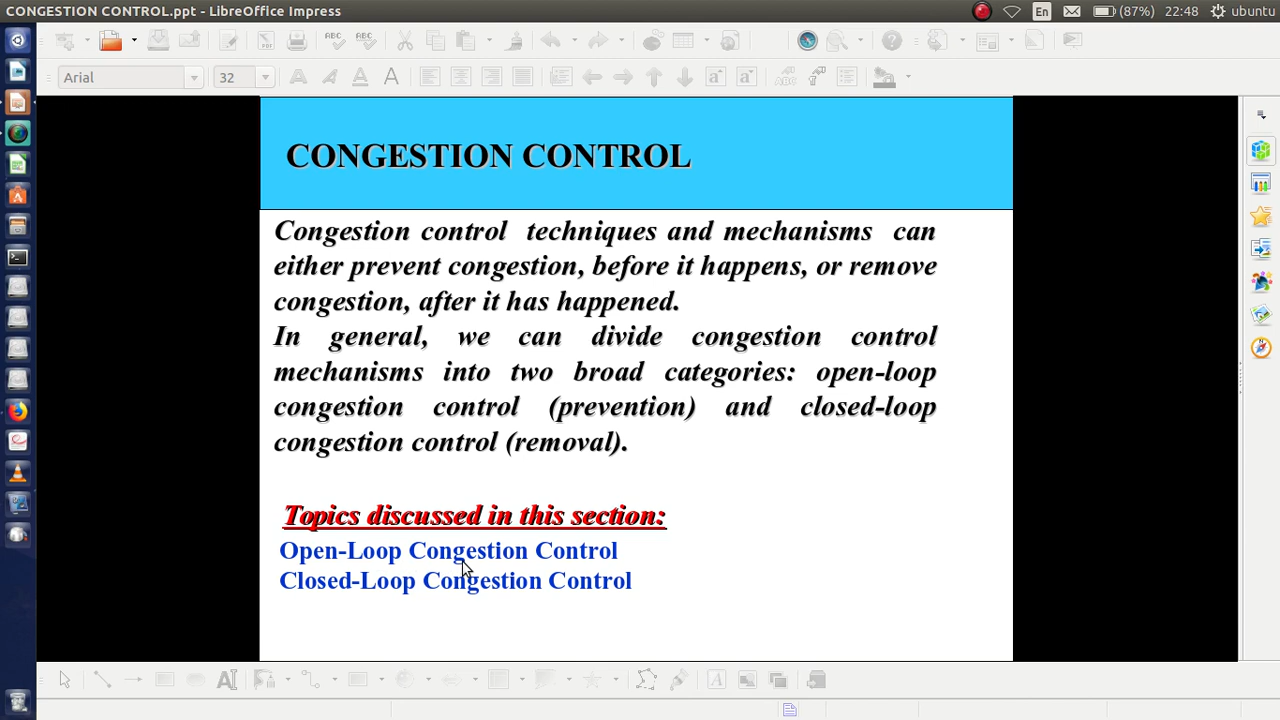 CONGESTION CONTROL.ppt - LibreOffice Impress
En
(87%)
22:48
ubuntu
ABC
ABC
Arial
32
CONGESTION CONTROL
Congestion control techniques and mechanisms can
either prevent congestion, before it happens, or remove
congestion, after it has happened.
In general, we can divide congestion control
mechanisms into two broad categories: open-loop
congestion control (prevention) and closed-loop
congestion control (removal).
Topics discussed in this section:
Open-Loop Congestion Control
Closed-Loop Congestion Control